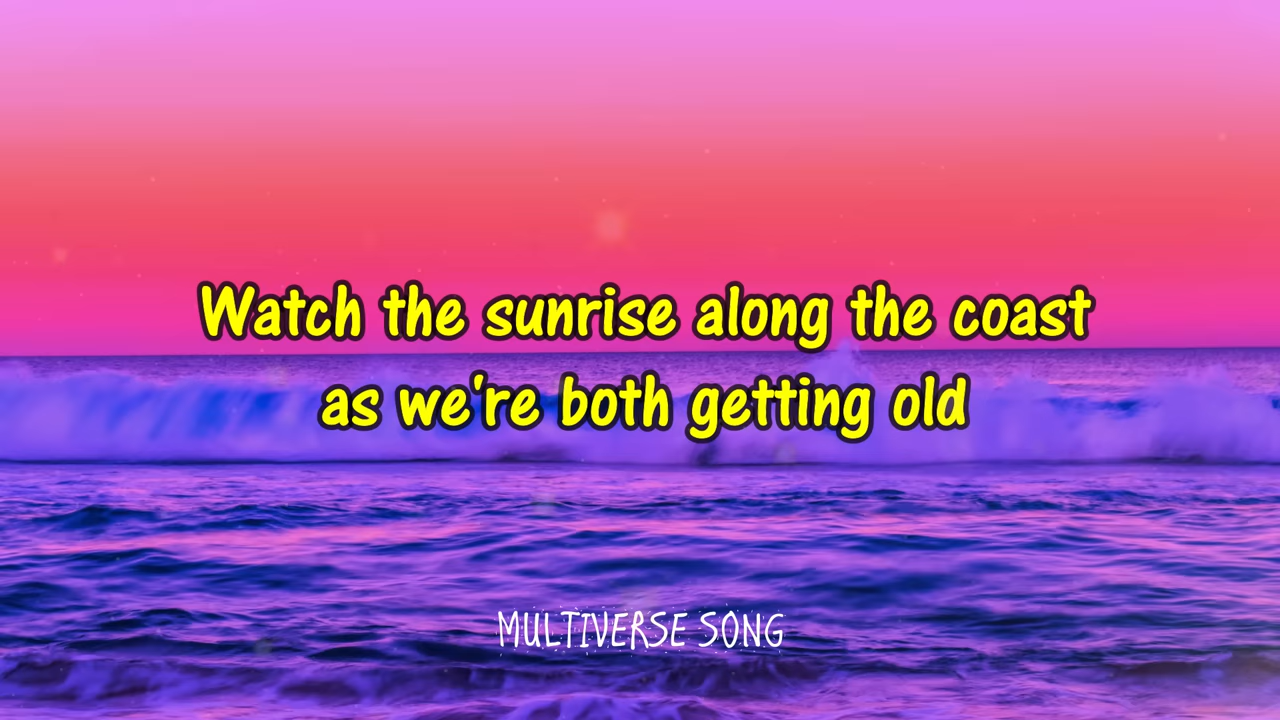 Watch the sunrise along the coast
as we're both getting old
MULTIVERSE SONG